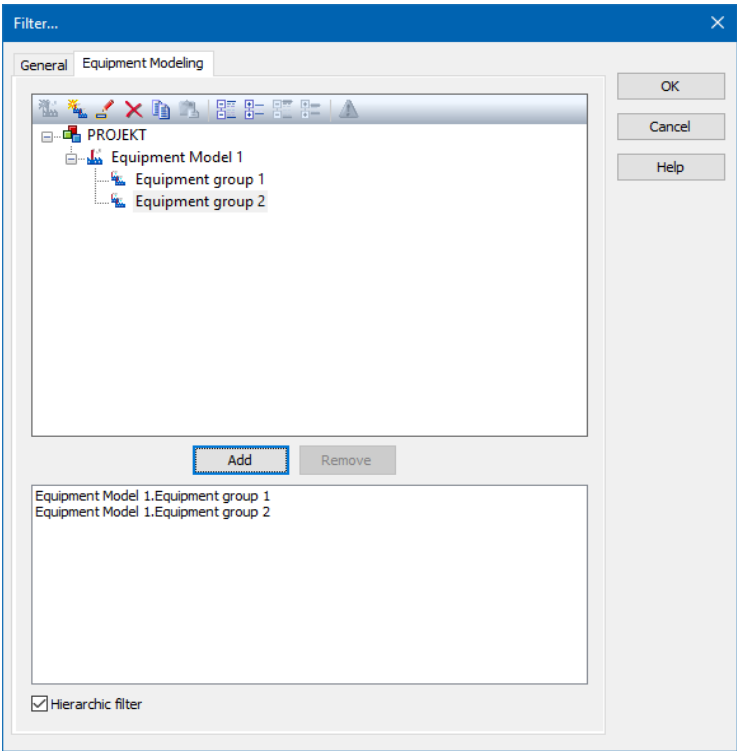 Filter...
General Equipment Modeling
OK
Cancel
Help
PROJEKT
Equipment Model 1
Equipment group 1
Equipment group 2
Add Remove
Equipment Model 1.Equipment group 1
Equipment Model 1.Equipment group 2
Hierarchic filter